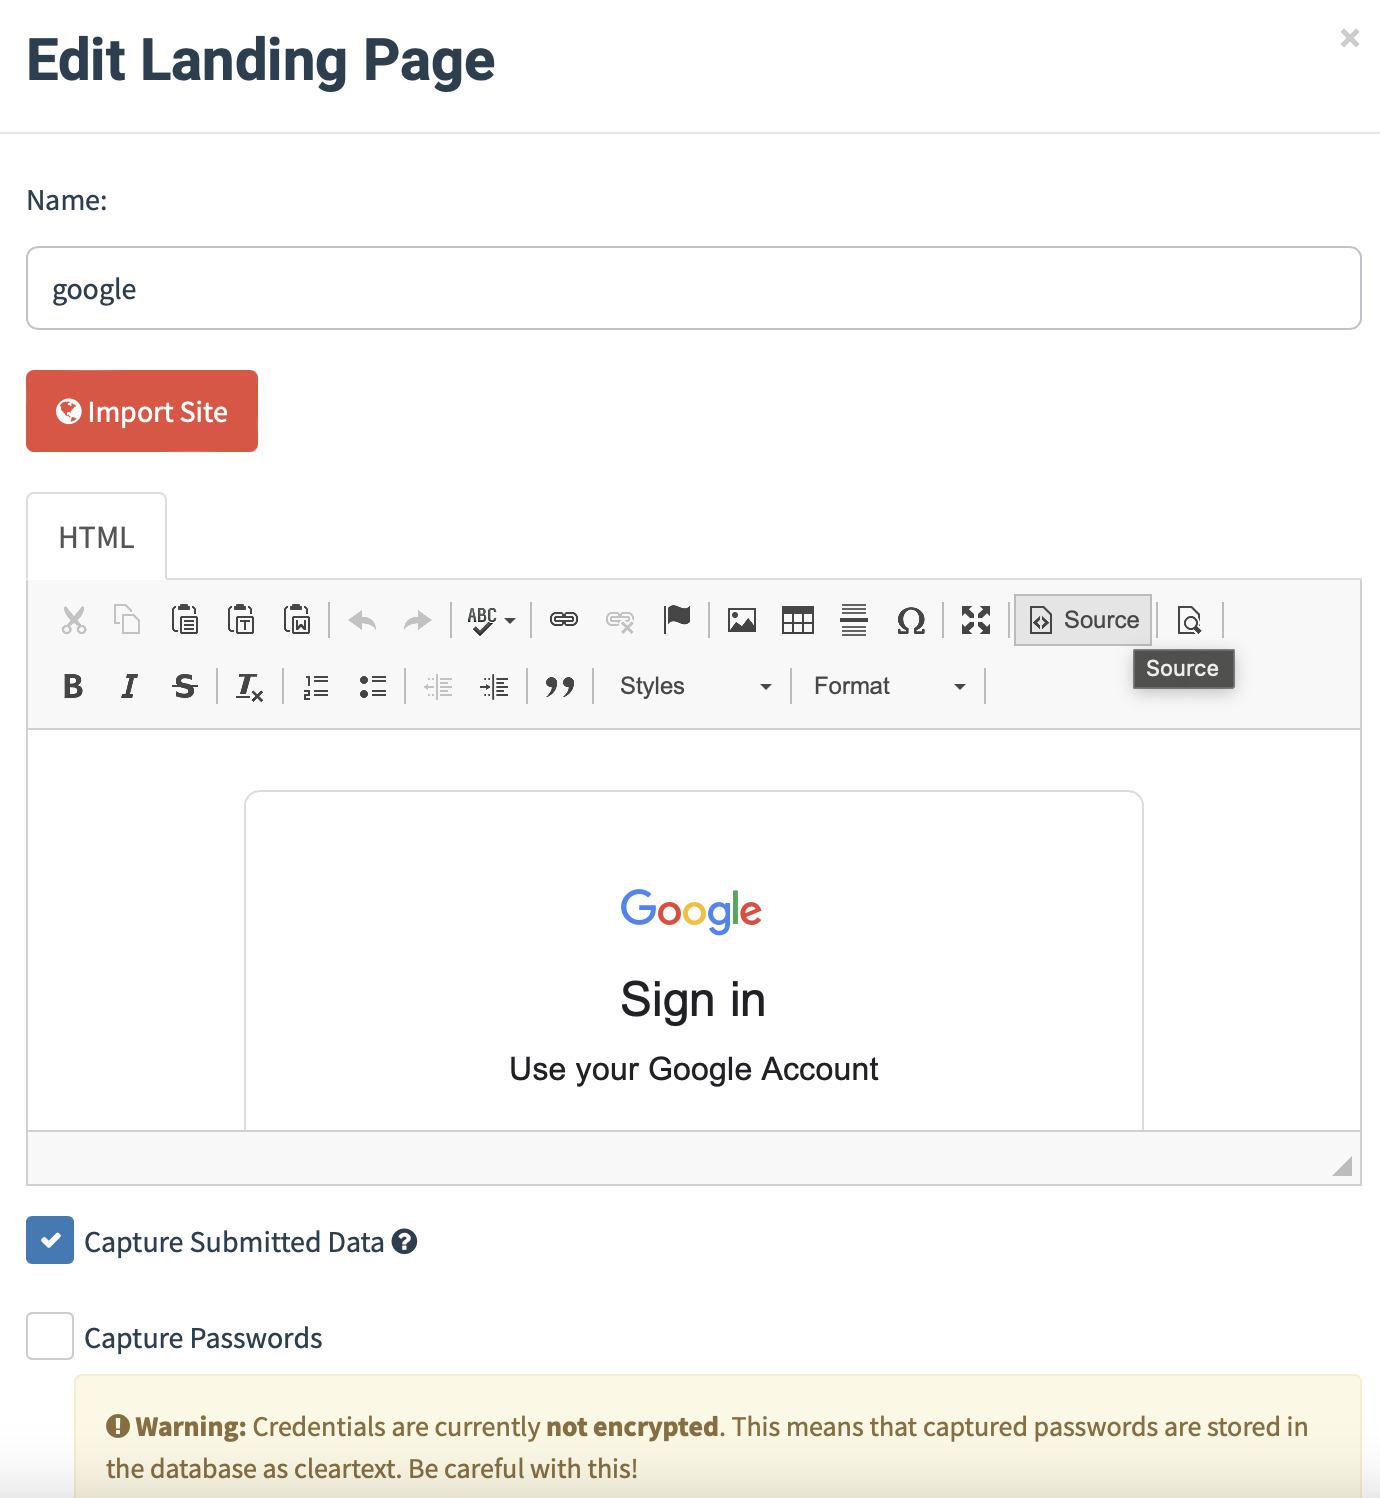 Edit Landing Page
×
Name:
google
Import Site
HTML
ABC
Source
Source
B I S Tx
Styles Format
Google
Sign in
Use your Google Account
Capture Submitted Data
Capture Passwords
Warning: Credentials are currently not encrypted. This means that captured passwords are stored in
the database as cleartext. Be careful with this!